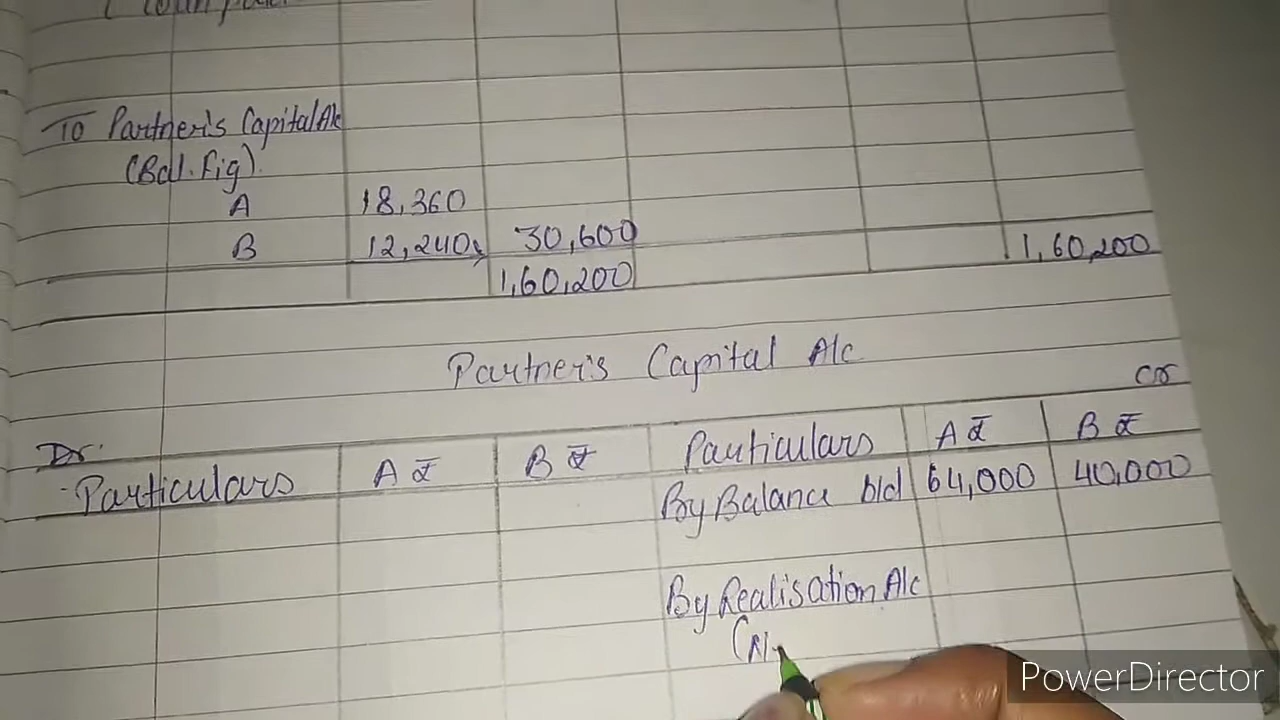 To Partner's Capital A/c
(Bal. Fig)
A 18,360
B 12,240, 30,600
1,60,200 1,60,200
Partner's Capital A/c
Dr. Cr
Particulars A ₹ B ₹ Particulars A ₹ B ₹
By Balance b/d 64,000 40,000
By Realisation A/c
PowerDirector